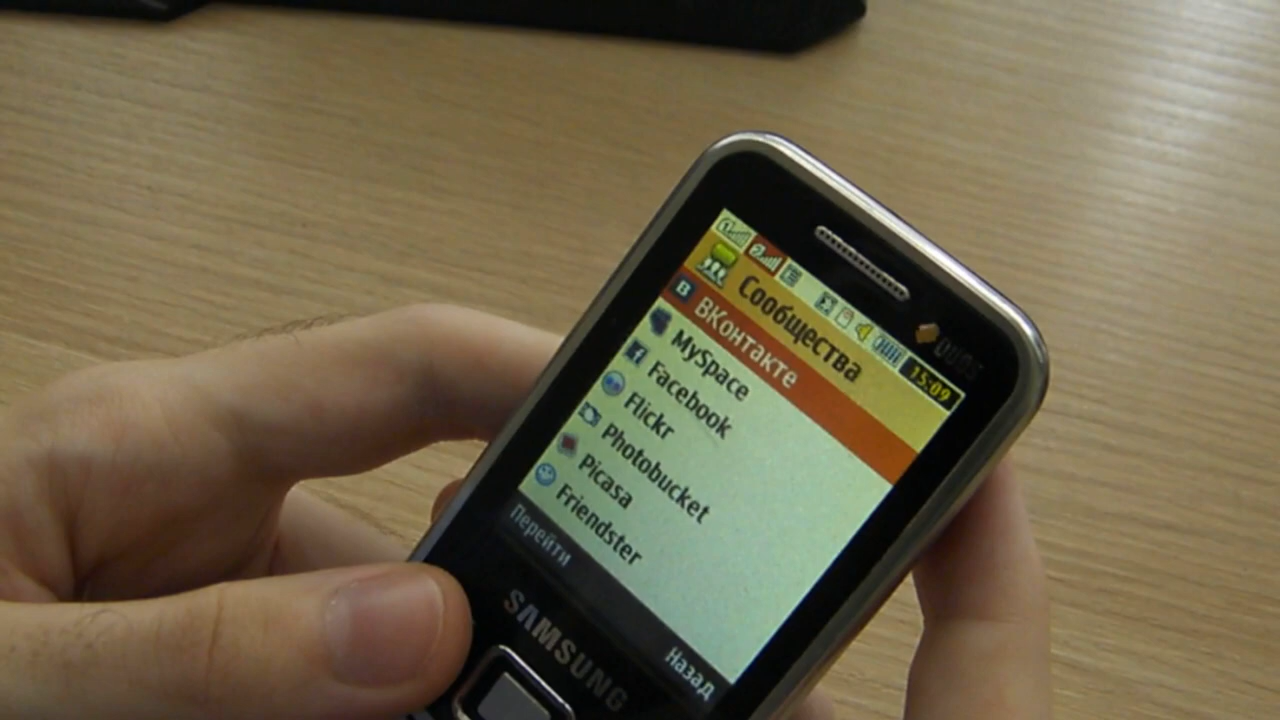 DUOS
15:09
Сообщества
ВКонтакте
MySpace
Facebook
Flickr
Photobucket
Picasa
Friendster
Перейти
Назад
SAMSUNG